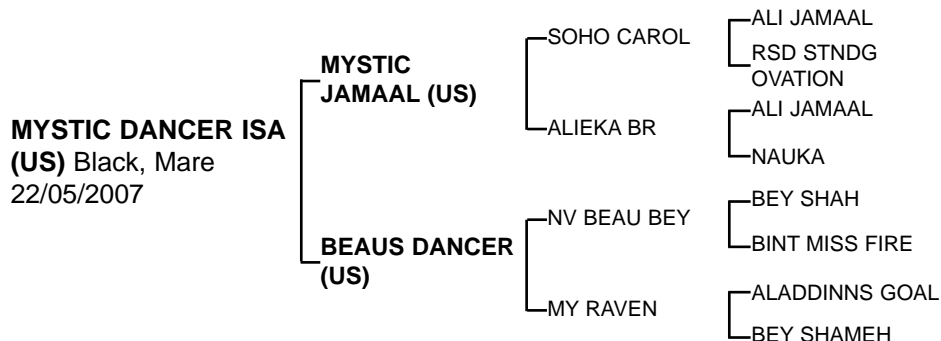 ALI JAMAAL
SOHO CAROL
RSD STNDG
OVATION
MYSTIC
JAMAAL (US)
ALI JAMAAL
ALIEKA BR
NAUKA
MYSTIC DANCER ISA
(US) Black, Mare
22/05/2007
BEY SHAH
NV BEAU BEY
BINT MISS FIRE
BEAUS DANCER
(US)
ALADDINNS GOAL
MY RAVEN
BEY SHAMEH